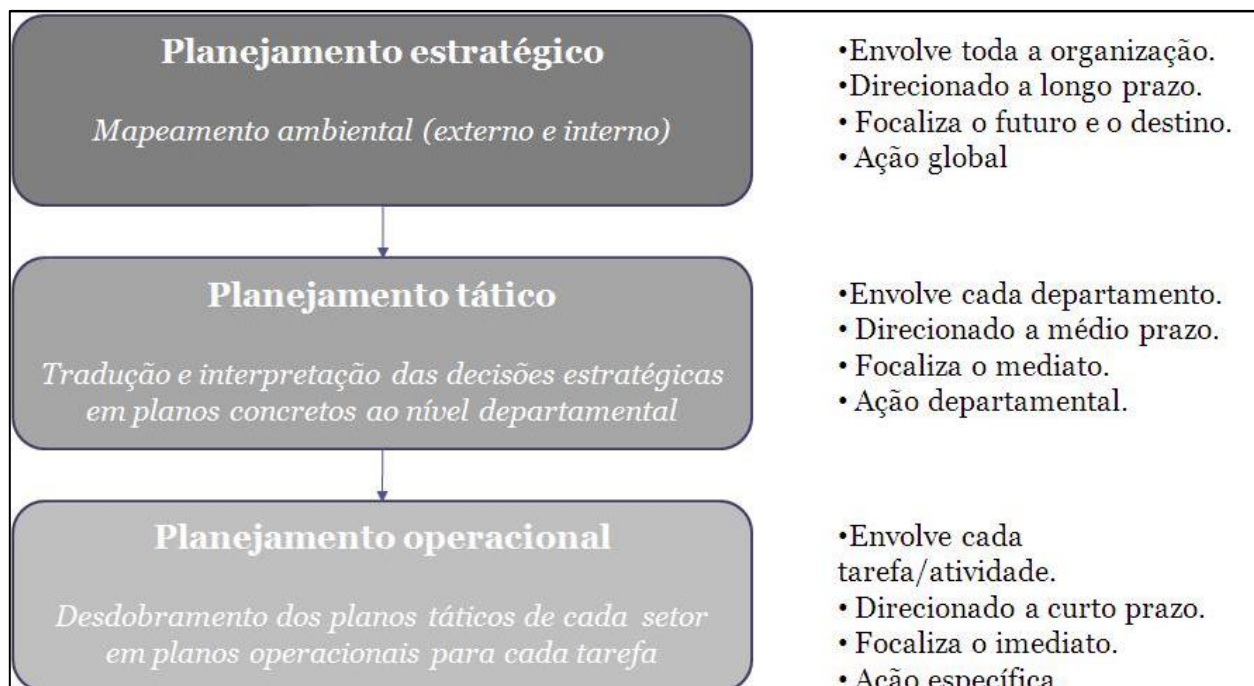 Planejamento estratégico
Mapeamento ambiental (externo e interno)
•Envolve toda a organização.
•Direcionado a longo prazo.
• Focaliza o futuro e o destino.
• Ação global
Planejamento tático
Tradução e interpretação das decisões estratégicas
em planos concretos ao nível departamental
•Envolve cada departamento.
• Direcionado a médio prazo.
• Focaliza o mediato.
• Ação departamental.
Planejamento operacional
Desdobramento dos planos táticos de cada setor
em planos operacionais para cada tarefa
•Envolve cada
tarefa/atividade.
• Direcionado a curto prazo.
• Focaliza o imediato.
• Ação específica